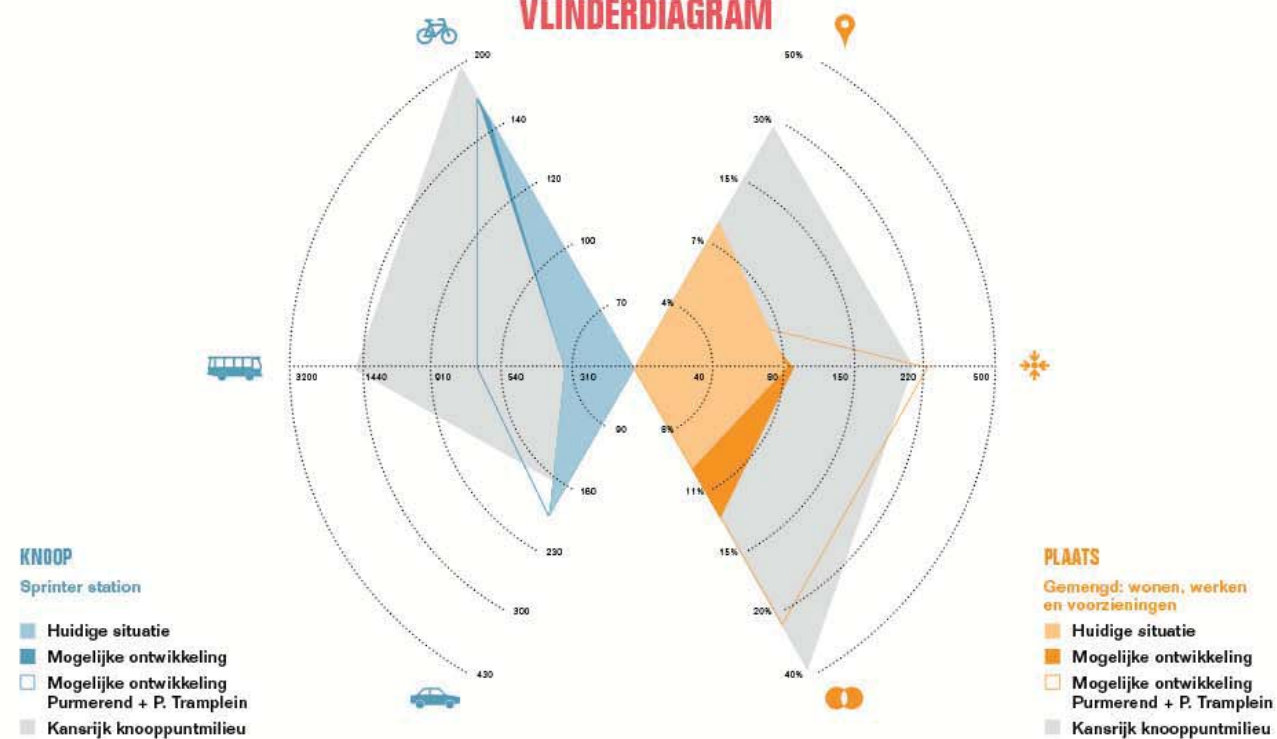 VLINDERDIAGRAM
200
140
120
100
70
50%
30%
15%
7%
4%
3200
1440
910
540
310
40
80
150
220
500
90
160
230
300
430
8%
11%
15%
20%
40%
KNOOP
Sprinter station
Huidige situatie
Mogelijke ontwikkeling
Mogelijke ontwikkeling
Purmerend + P. Tramplein
Kansrijk knooppuntmilieu
PLAATS
Gemengd: wonen, werken
en voorzieningen
Huidige situatie
Mogelijke ontwikkeling
Mogelijke ontwikkeling
Purmerend + P. Tramplein
Kansrijk knooppuntmilieu